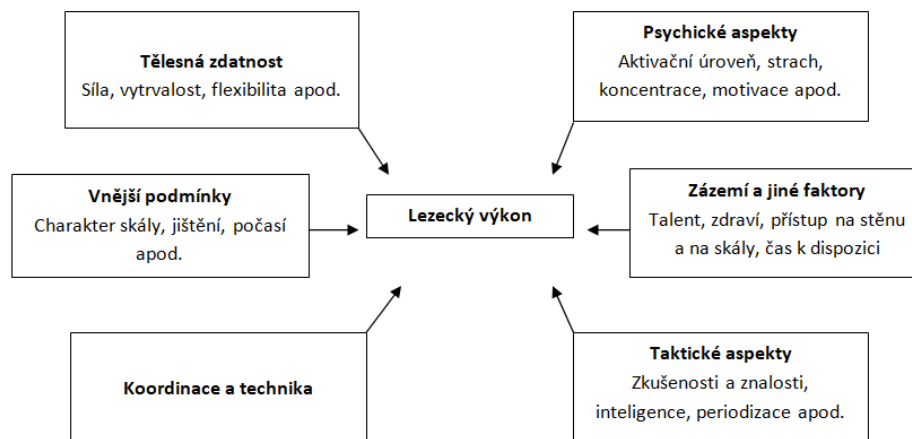 Tělesná zdatnost
Síla, vytrvalost, flexibilita apod.
Psychické aspekty
Aktivační úroveň, strach,
koncentrace, motivace apod.
Vnější podmínky
Charakter skály, jištění, počasí
apod.
Lezecký výkon
Zázemí a jiné faktory
Talent, zdraví, přístup na stěnu
a na skály, čas k dispozici
Koordinace a technika
Taktické aspekty
Zkušenosti a znalosti,
inteligence, periodizace apod.